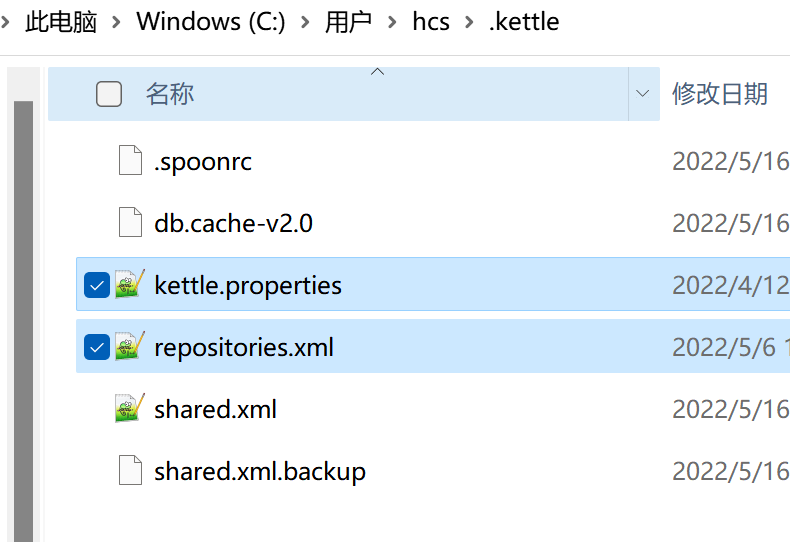 此电脑 > Windows (C:) > 用户 > hcs > .kettle
名称 修改日期
.spoonrc 2022/5/16
db.cache-v2.0 2022/5/16
kettle.properties 2022/4/12
repositories.xml 2022/5/6 1
shared.xml 2022/5/16
shared.xml.backup 2022/5/16